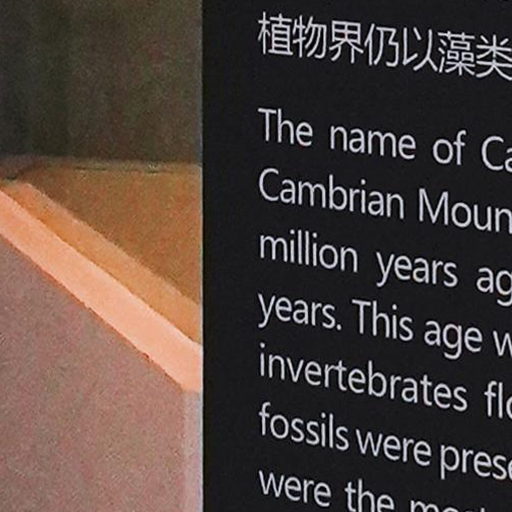 植物界仍以藻类
The name of
Cambrian
million years
years. This age
invertebrates
fossils were
were the